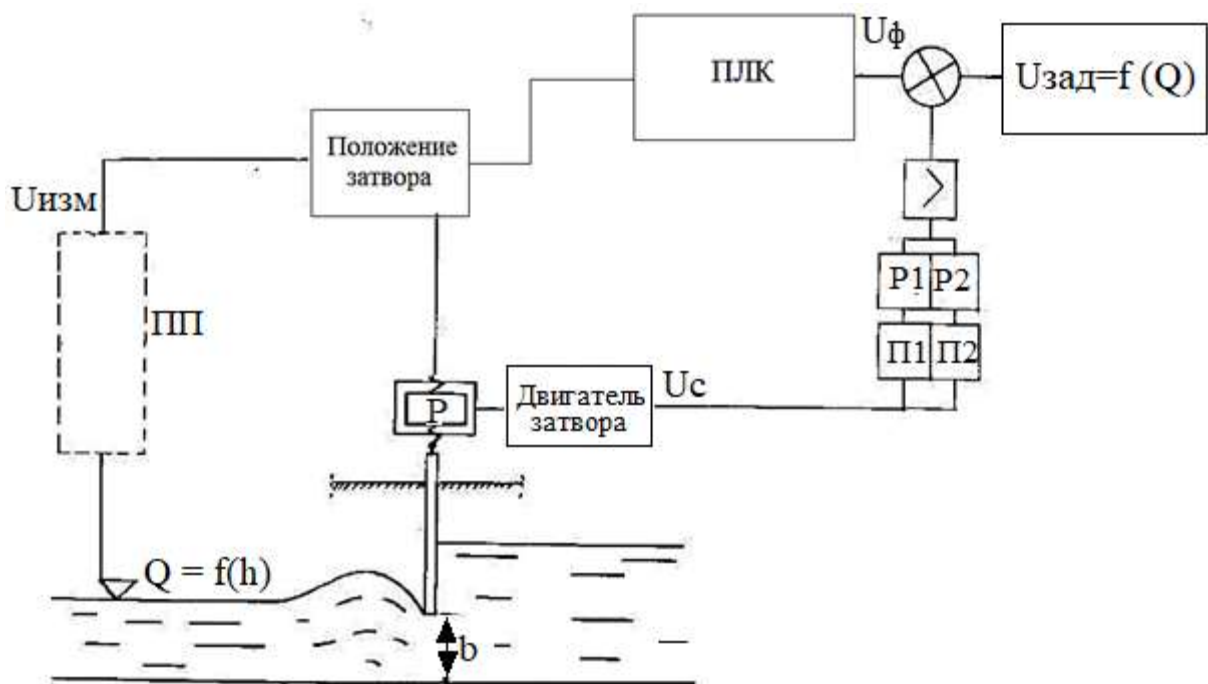 Uф
ПЛК
Uзад=f (Q)
Положение
затвора
Uизм
>
Р1 Р2
ПП
П1 П2
Р
Двигатель
затвора
Uс
Q = f(h)
b